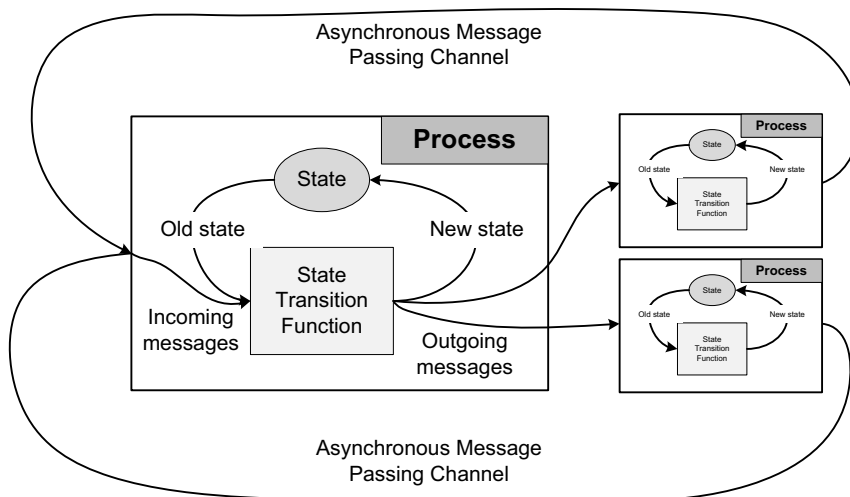 Asynchronous Message
Passing Channel
Process
State
Old state
New state
State
Transition
Function
Incoming
messages
Outgoing
messages
Process
State
Old state
New state
State
Transition
Function
Process
State
Old state
New state
State
Transition
Function
Asynchronous Message
Passing Channel